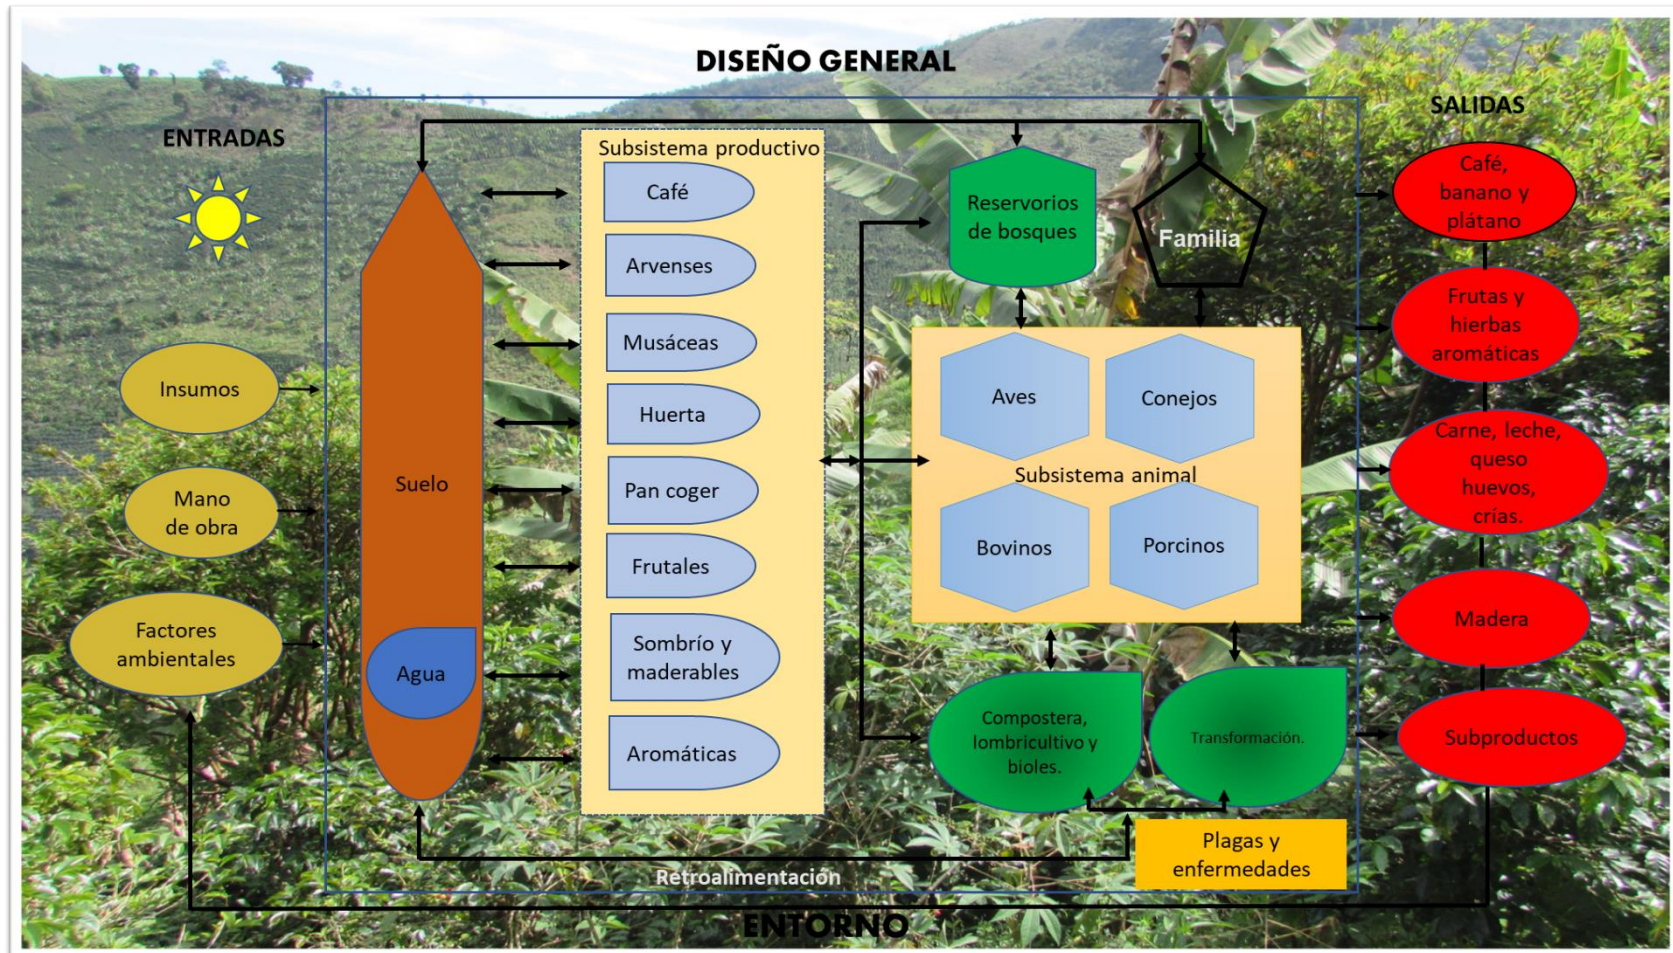 DISEÑO GENERAL
ENTRADAS
SALIDAS
Subsistema productivo
Café
Arvenses
Musáceas
Huerta
Pan coger
Frutales
Sombrío y
maderables
Aromáticas
Insumos
Mano
de obra
Factores
ambientales
Suelo
Agua
Reservorios
de bosques
Familia
Aves
Conejos
Subsistema animal
Bovinos
Porcinos
Compostera,
lombricultivo y
bioles.
Transformación.
Plagas y
enfermedades
Café,
banano y
plátano
Frutas y
hierbas
aromáticas
Carne, leche,
queso
huevos,
crías.
Madera
Subproductos
Retroalimentación
ENTORNO